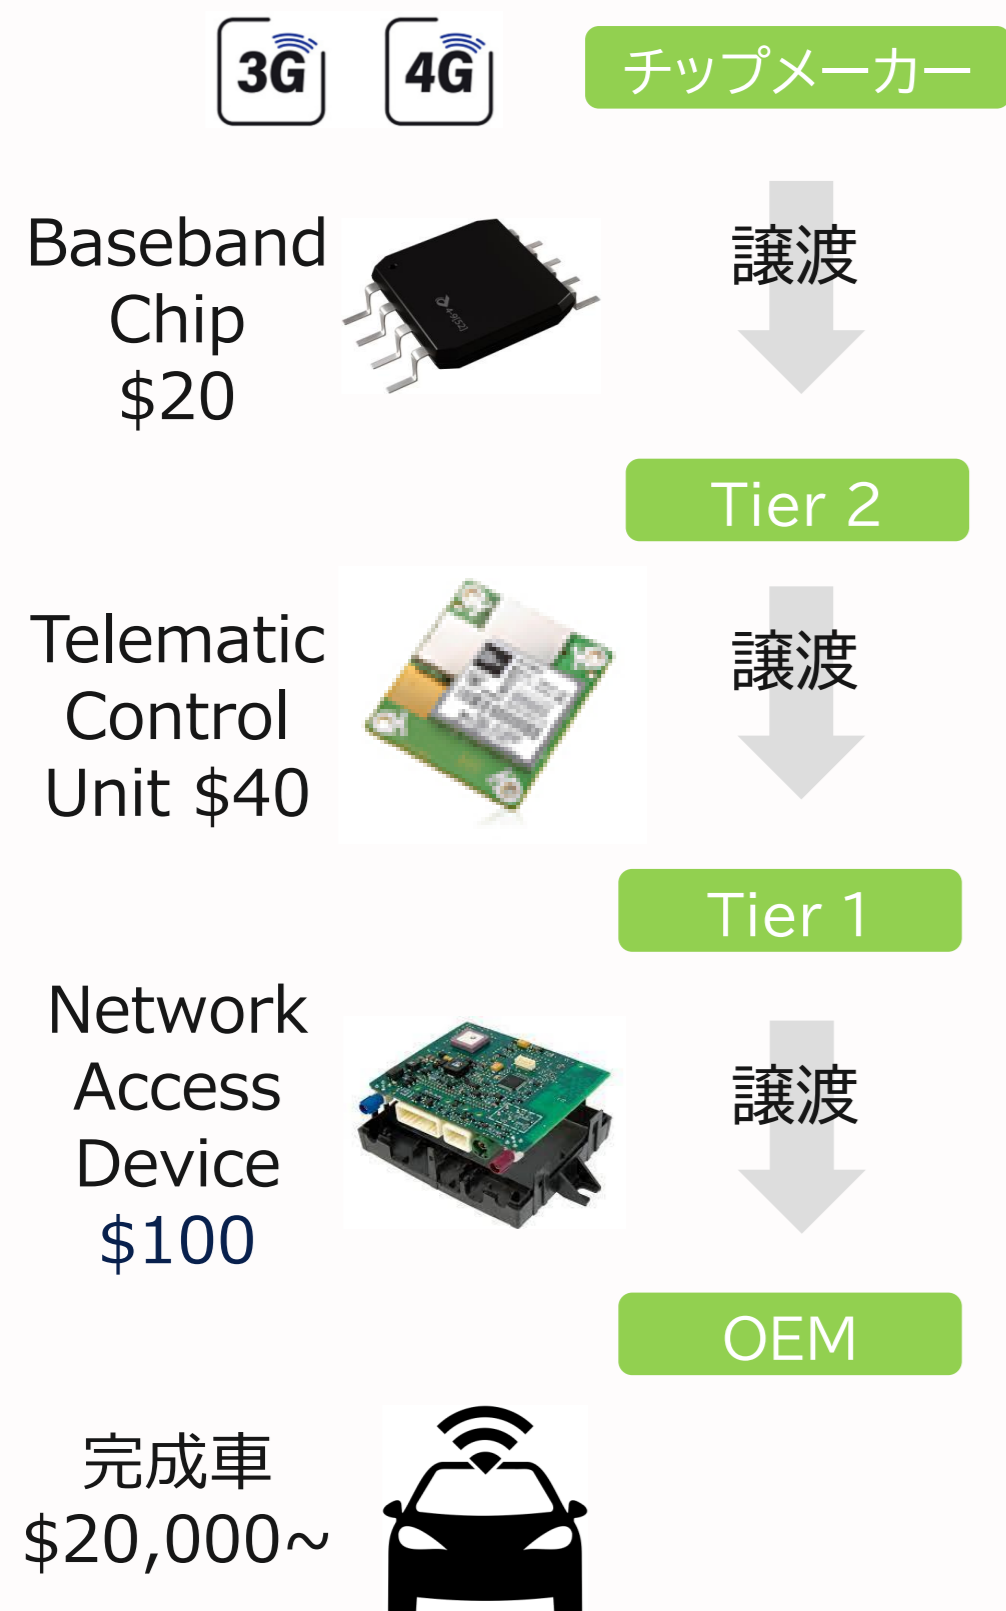 3G
4G
チップメーカー
Baseband
Chip
$20
譲渡
Tier 2
Telematic
Control
Unit $40
譲渡
Tier 1
Network
Access
Device
$100
譲渡
OEM
完成車
$20,000~